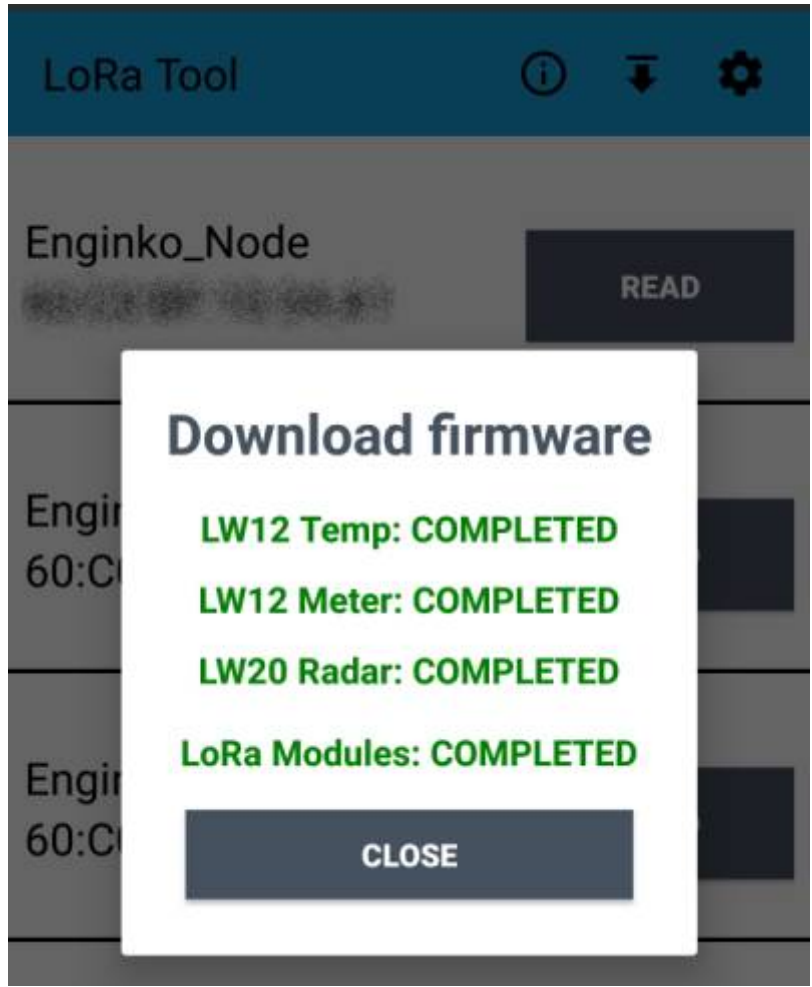 LoRa Tool
Enginko_Node
READ
Download firmware
LW12 Temp: COMPLETED
LW12 Meter: COMPLETED
LW20 Radar: COMPLETED
LoRa Modules: COMPLETED
CLOSE